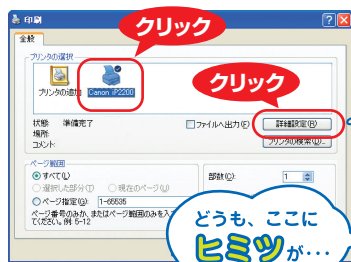 印刷
クリック
全般
プリンタの選択
プリンタの追加
Canon iP2200
クリック
状態: 準備完了
場所:
コメント:
ファイルへ出力(F)
詳細設定(R)
プリンタの検索(D)...
ページ範囲
すべて(L)
選択した部分(T)
現在のページ(U)
ページ指定(G): 1-65535
ページ番号のみか、またはページ範囲のみを入
てください。例: 5-12
部数(C): 1
どうも、ここに
ヒミツが・・・